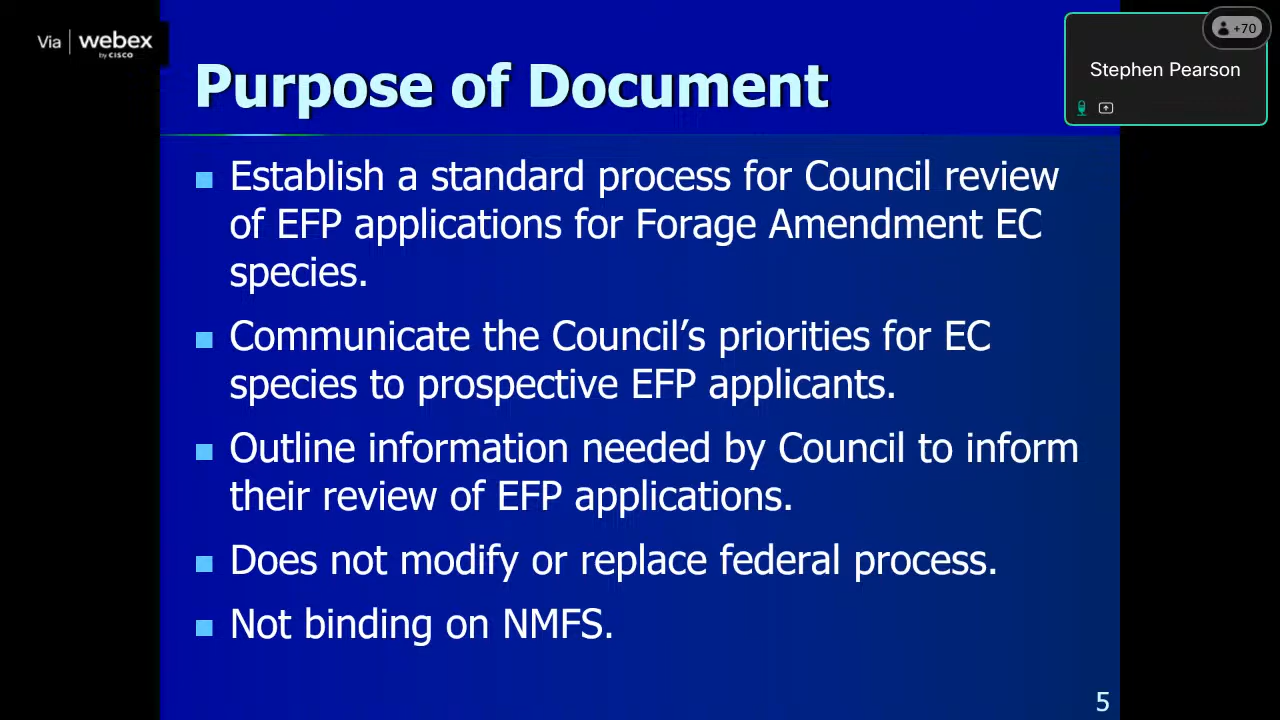 Via webex
by CISCO
+70
Stephen Pearson
Purpose of Document
Establish a standard process for Council review
of EFP applications for Forage Amendment EC
species.
Communicate the Council’s priorities for EC
species to prospective EFP applicants.
Outline information needed by Council to inform
their review of EFP applications.
Does not modify or replace federal process.
Not binding on NMFS.
5